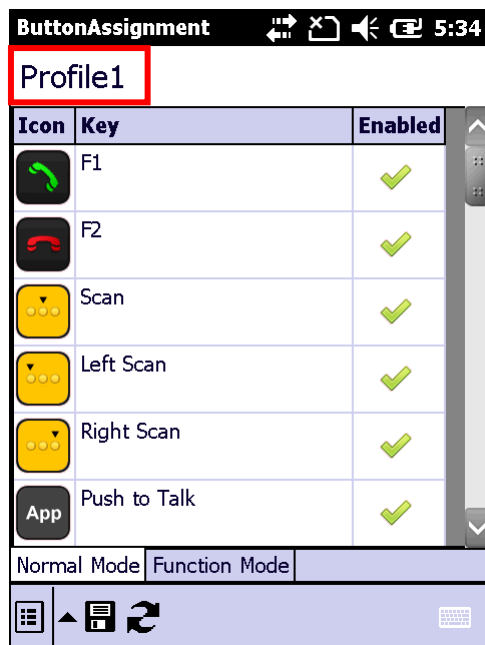 ButtonAssignment 5:34
Profile1
Icon Key Enabled
F1
F2
Scan
Left Scan
Right Scan
App Push to Talk
Normal Mode Function Mode